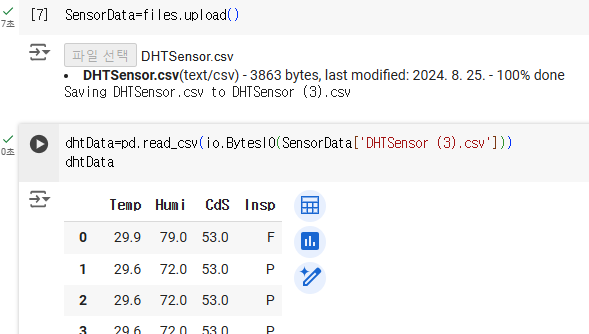 [7] SensorData=files.upload()
7초
파일 선택 DHTSensor.csv
• DHTSensor.csv(text/csv) - 3863 bytes, last modified: 2024. 8. 25. - 100% done
Saving DHTSensor.csv to DHTSensor (3).csv
dhtData=pd.read_csv(io.BytesIO(SensorData['DHTSensor (3).csv']))
0초
dhtData
Temp Humi CdS Insp
0 29.9 79.0 53.0 F
1 29.6 72.0 53.0 P
2 29.6 72.0 53.0 P
3 29.6 72.0 53.0 P